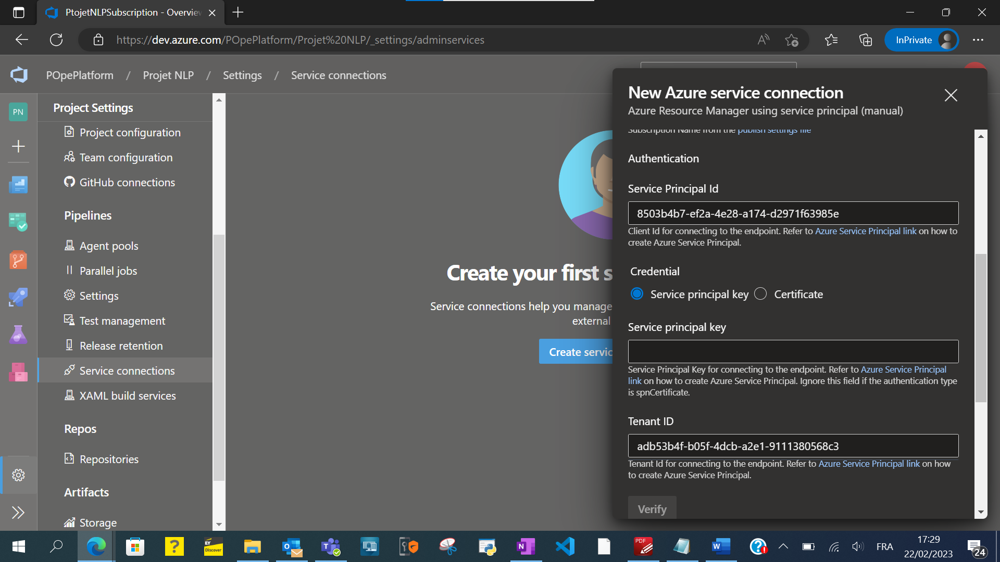 PtojetNLPSubscription - Overview
https://dev.azure.com/POpePlatform/Projet%20NLP/_settings/adminservices
InPrivate
POpePlatform / Projet NLP / Settings / Service connections
PN
Project Settings
Project configuration
Team configuration
GitHub connections
Pipelines
Agent pools
Parallel jobs
Settings
Test management
Release retention
Service connections
XAML build services
Repos
Repositories
Artifacts
Storage
Create your first s
Service connections help you manage
external
Create servic
New Azure service connection
Azure Resource Manager using service principal (manual)
Subscription Name from the publish settings file
Authentication
Service Principal Id
8503b4b7-ef2a-4e28-a174-d2971f63985e
Client Id for connecting to the endpoint. Refer to Azure Service Principal link on how to
create Azure Service Principal.
Credential
Service principal key
Certificate
Service principal key
Service Principal Key for connecting to the endpoint. Refer to Azure Service Principal
link on how to create Azure Service Principal. Ignore this field if the authentication type
is spnCertificate.
Tenant ID
adb53b4f-b05f-4dcb-a2e1-9111380568c3
Tenant Id for connecting to the endpoint. Refer to Azure Service Principal link on how
to create Azure Service Principal.
Verify
EY
Discover
PDF
FRA
17:29
22/02/2023
24